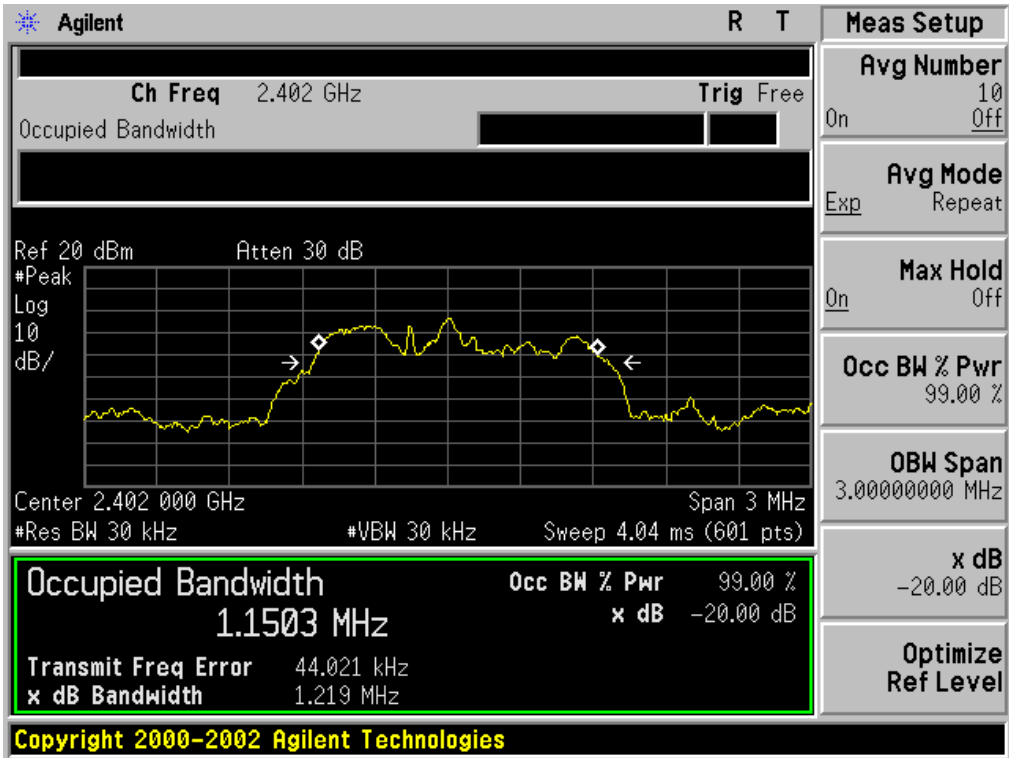 Agilent R T
Ch Freq 2.402 GHz Trig Free
Occupied Bandwidth
Ref 20 dBm Atten 30 dB
#Peak
Log
10
dB/
Center 2.402 000 GHz Span 3 MHz
#Res BW 30 kHz #VBW 30 kHz Sweep 4.04 ms (601 pts)
Occupied Bandwidth Occ BW % Pwr 99.00 %
1.1503 MHz x dB -20.00 dB
Transmit Freq Error 44.021 kHz
x dB Bandwidth 1.219 MHz
Copyright 2000-2002 Agilent Technologies
Meas Setup
Avg Number
10
On Off
Avg Mode
Exp Repeat
Max Hold
On Off
Occ BW % Pwr
99.00 %
OBW Span
3.00000000 MHz
x dB
-20.00 dB
Optimize
Ref Level